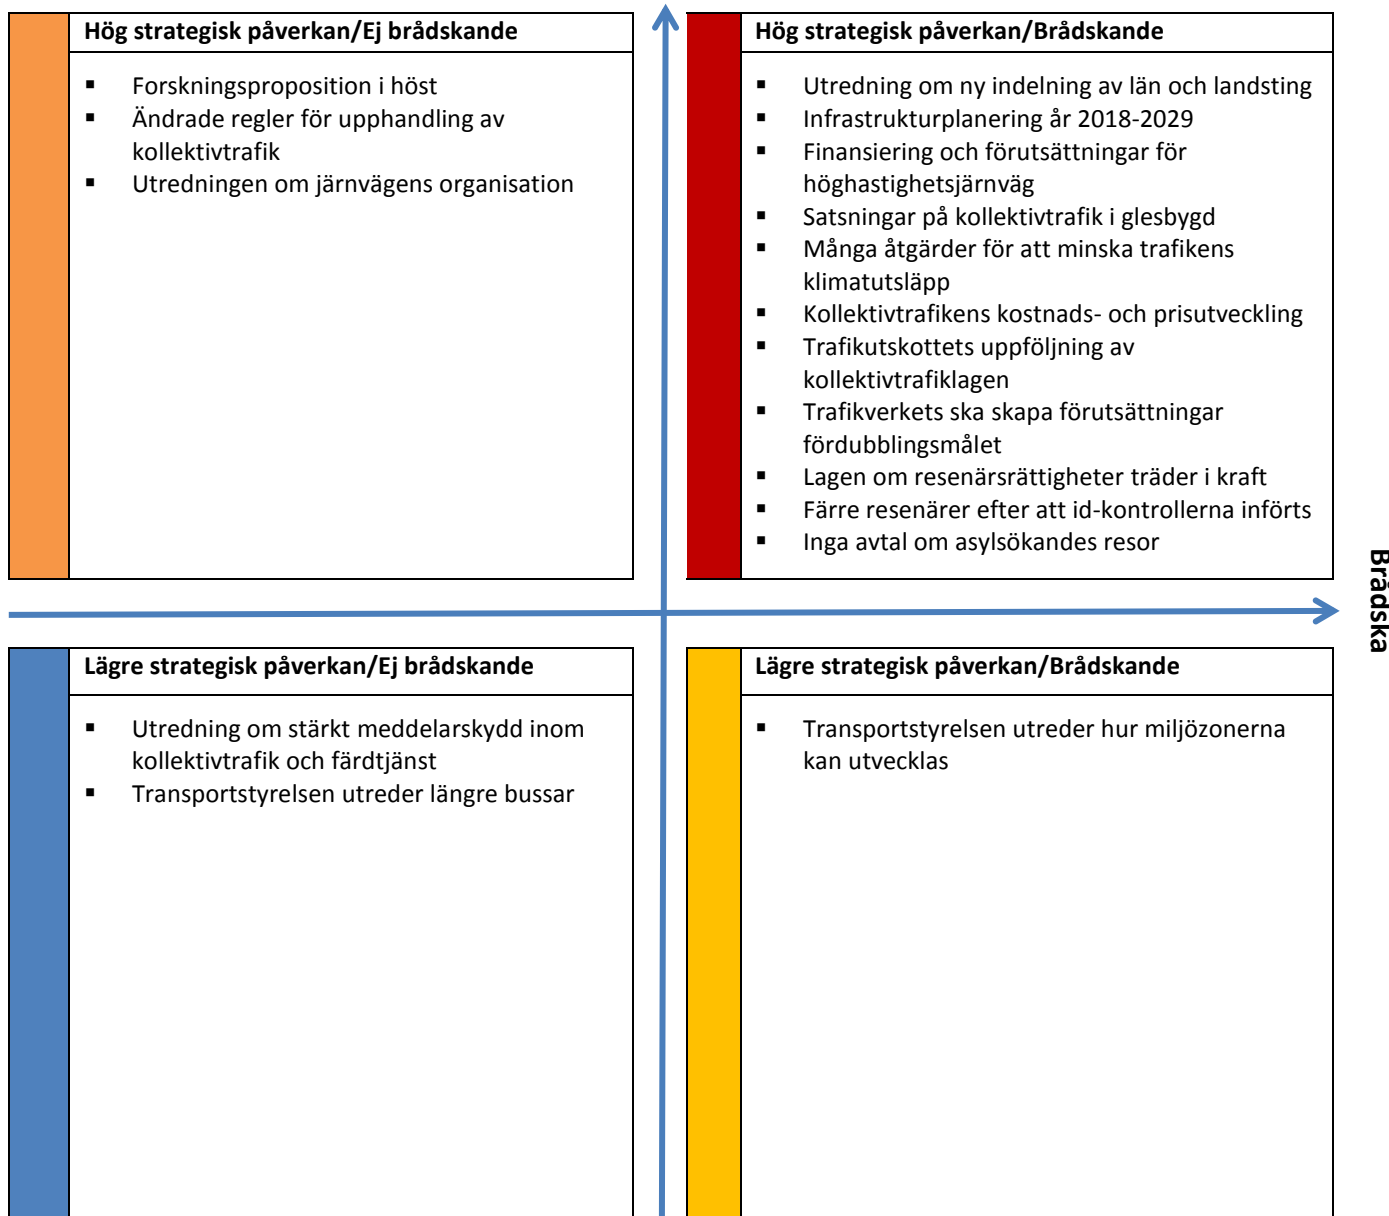 Hög strategisk påverkan/Ej brådskande
▪ Forskningsproposition i höst
▪ Ändrade regler för upphandling av
kollektivtrafik
▪ Utredningen om järnvägens organisation
Hög strategisk påverkan/Brådskande
▪ Utredning om ny indelning av län och landsting
▪ Infrastrukturplanering år 2018-2029
▪ Finansiering och förutsättningar för
höghastighetsjärnväg
▪ Satsningar på kollektivtrafik i glesbygd
▪ Många åtgärder för att minska trafikens
klimatutsläpp
▪ Kollektivtrafikens kostnads- och prisutveckling
▪ Trafikutskottets uppföljning av
kollektivtrafiklagen
▪ Trafikverkets ska skapa förutsättningar
fördubblingsmålet
▪ Lagen om resenärsrättigheter träder i kraft
▪ Färre resenärer efter att id-kontrollerna införts
▪ Inga avtal om asylsökandes resor
Brådska
Lägre strategisk påverkan/Ej brådskande
▪ Utredning om stärkt meddelarskydd inom
kollektivtrafik och färdtjänst
▪ Transportstyrelsen utreder längre bussar
Lägre strategisk påverkan/Brådskande
▪ Transportstyrelsen utreder hur miljözonerna
kan utvecklas